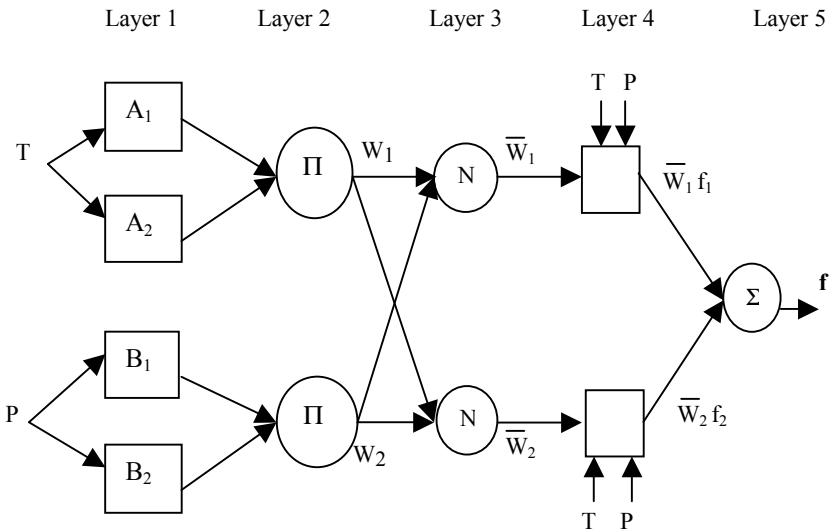 Layer 1 Layer 2 Layer 3 Layer 4 Layer 5
T P
A₁
T
Π
W₁
N
W̅₁
W̅₁ f₁
A₂
f
Σ
B₁
P
Π
W₂
N
W̅₂
W̅₂ f₂
B₂
T P